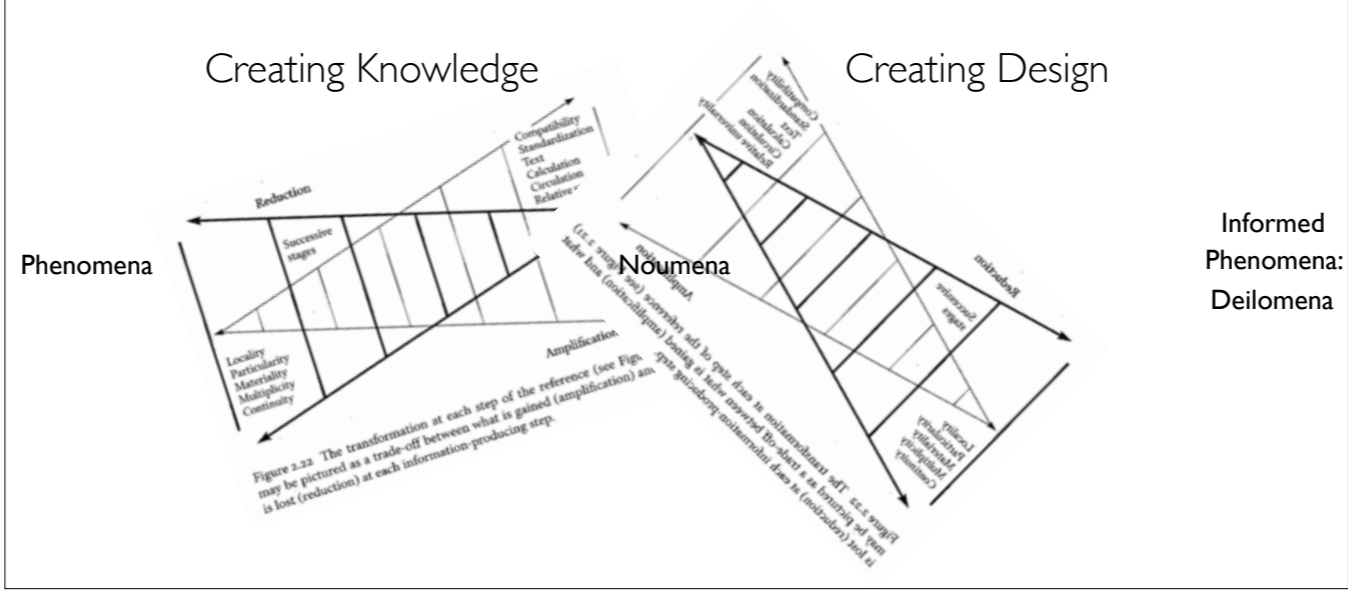 Creating Knowledge
Creating Design
Phenomena
Noumena
Informed
Phenomena:
Deilomena
Reduction
Successive
stages
Compatibility
Standardization
Text
Calculation
Circulation
Relative
Locality
Particularity
Materiality
Multiplicity
Continuity
Amplification
Figure 2.22 The transformation at each step of the reference (see
may be pictured as a trade-off between what is gained (amplification)
is lost (reduction) at each information-producing step.
Compatibility
Standardization
Text
Calculation
Circulation
Relative universality
Amplification
Reduction
Successive
stages
Locality
Particularity
Materiality
Multiplicity
Continuity
Figure 2.22 The transformation at each step of the reference (see Figure 2.21)
may be pictured as a trade-off between what is gained (amplification) and what
is lost (reduction) at each information-producing step.